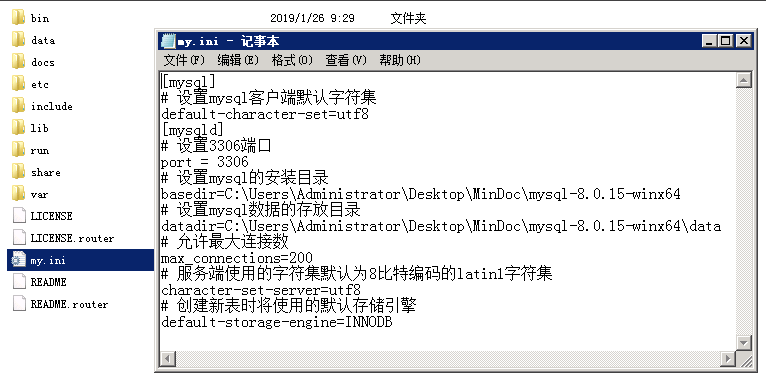 bin 2019/1/26 9:29 文件夹
data
docs
etc
include
lib
run
share
var
LICENSE
LICENSE.router
my.ini
README
README.router
my.ini - 记事本
文件(F) 编辑(E) 格式(O) 查看(V) 帮助(H)
[mysql]
# 设置mysql客户端默认字符集
default-character-set=utf8
[mysqld]
# 设置3306端口
port = 3306
# 设置mysql的安装目录
basedir=C:\Users\Administrator\Desktop\MinDoc\mysql-8.0.15-winx64
# 设置mysql数据的存放目录
datadir=C:\Users\Administrator\Desktop\MinDoc\mysql-8.0.15-winx64\data
# 允许最大连接数
max_connections=200
# 服务端使用的字符集默认为8比特编码的latin1字符集
character-set-server=utf8
# 创建新表时将使用的默认存储引擎
default-storage-engine=INNODB